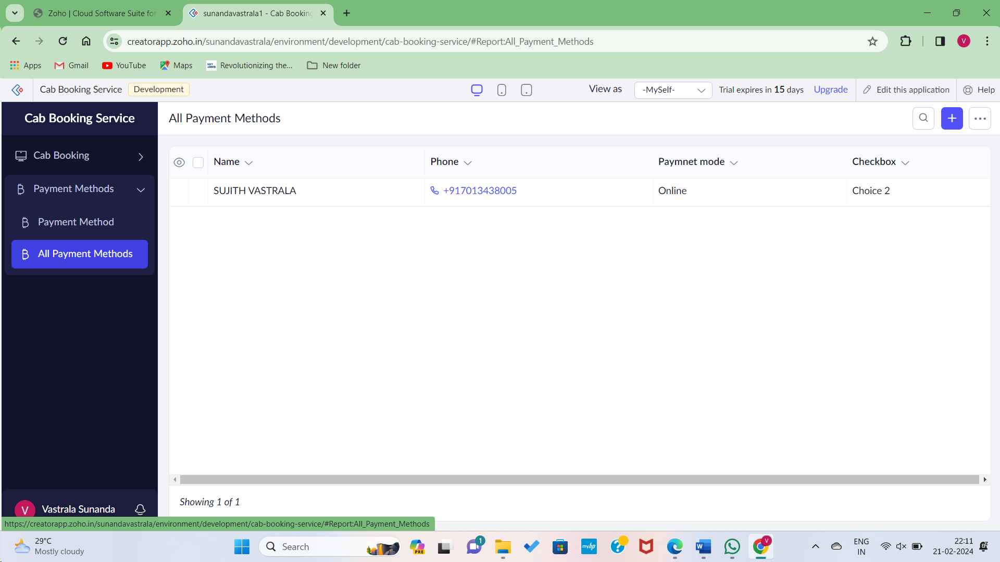 Zoho | Cloud Software Suite for
sunandavastrala1 - Cab Booking
creatorapp.zoho.in/sunandavastrala/environment/development/cab-booking-service/#Report:All_Payment_Methods
V
Apps
Gmail
YouTube
Maps
Revolutionizing the...
New folder
Cab Booking Service
Development
View as
-MySelf-
Trial expires in 15 days
Upgrade
Edit this application
Help
Cab Booking Service
All Payment Methods
Cab Booking
Payment Methods
Payment Method
All Payment Methods
Name
Phone
Paymnet mode
Checkbox
SUJITH VASTRALA
+917013438005
Online
Choice 2
Showing 1 of 1
V
Vastrala Sunanda
https://creatorapp.zoho.in/sunandavastrala/environment/development/cab-booking-service/#Report:All_Payment_Methods
29°C
Mostly cloudy
Search
PRE
1
myhp
W
V
ENG
IN
22:11
21-02-2024